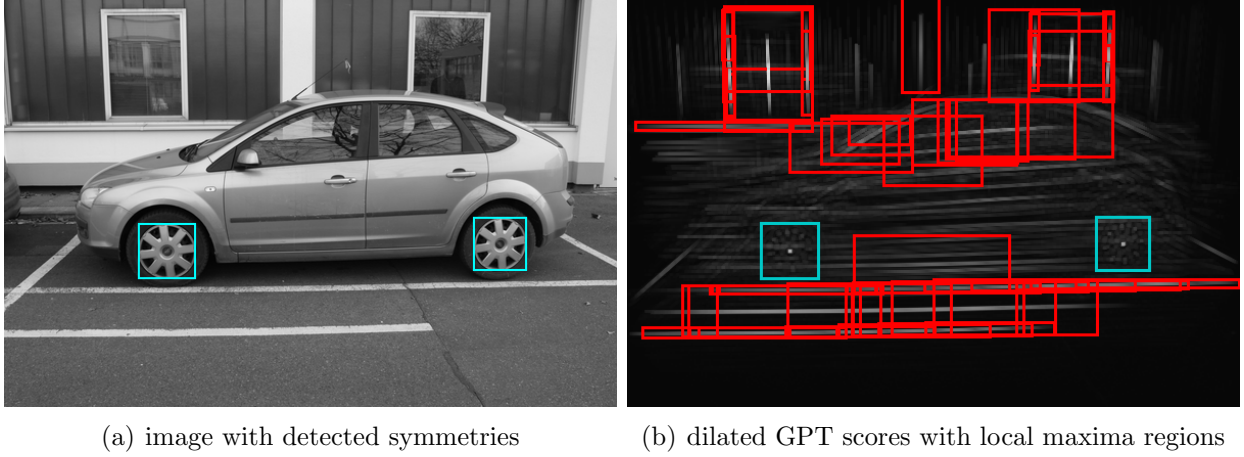 (a) image with detected symmetries
(b) dilated GPT scores with local maxima regions